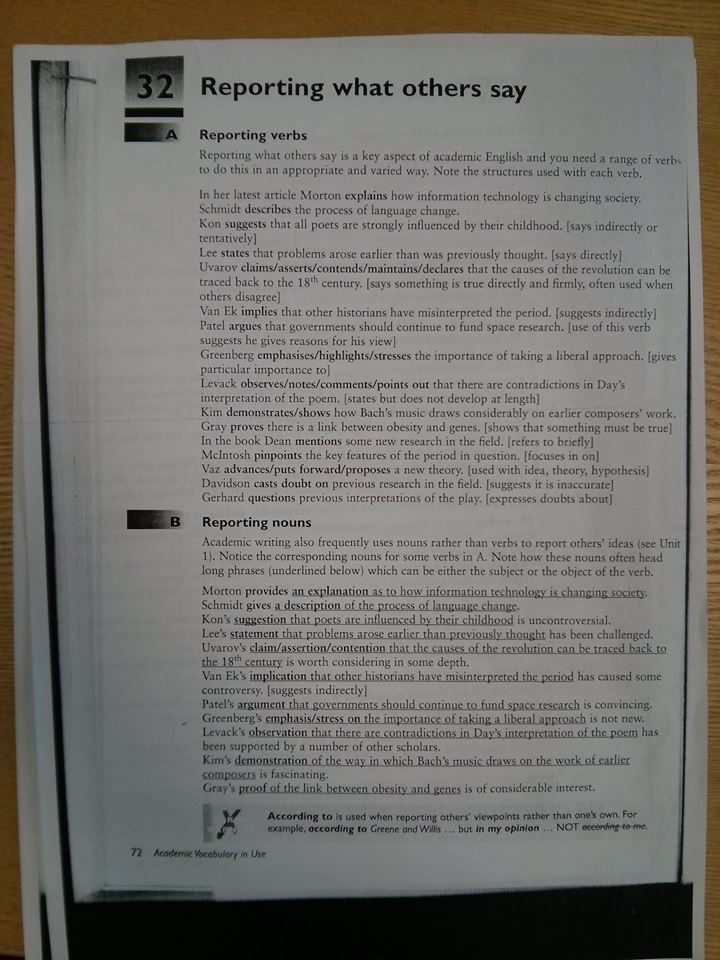 32 Reporting what others say
A Reporting verbs
Reporting what others say is a key aspect of academic English and you need a range of verbs
to do this in an appropriate and varied way. Note the structures used with each verb.
In her latest article Morton explains how information technology is changing society.
Schmidt describes the process of language change.
Kon suggests that all poets are strongly influenced by their childhood. [says indirectly or
tentatively]
Lee states that problems arose earlier than was previously thought. [says directly]
Uvarov claims/asserts/contends/maintains/declares that the causes of the revolution can be
traced back to the 18th century. [says something is true directly and firmly, often used when
others disagree]
Van Ek implies that other historians have misinterpreted the period. [suggests indirectly]
Patel argues that governments should continue to fund space research. [use of this verb
suggests he gives reasons for his view]
Greenberg emphasises/highlights/stresses the importance of taking a liberal approach. [gives
particular importance to]
Levack observes/notes/comments/points out that there are contradictions in Day's
interpretation of the poem. [states but does not develop at length]
Kim demonstrates/shows how Bach's music draws considerably on earlier composers' work.
Gray proves there is a link between obesity and genes. [shows that something must be true]
In the book Dean mentions some new research in the field. [refers to briefly]
McIntosh pinpoints the key features of the period in question. [focuses in on]
Vaz advances/puts forward/proposes a new theory. [used with idea, theory, hypothesis]
Davidson casts doubt on previous research in the field. [suggests it is inaccurate]
Gerhard questions previous interpretations of the play. [expresses doubts about]
B Reporting nouns
Academic writing also frequently uses nouns rather than verbs to report others' ideas (see Unit
1). Notice the corresponding nouns for some verbs in A. Note how these nouns often head
long phrases (underlined below) which can be either the subject or the object of the verb.
Morton provides an explanation as to how information technology is changing society.
Schmidt gives a description of the process of language change.
Kon's suggestion that poets are influenced by their childhood is uncontroversial.
Lee's statement that problems arose earlier than previously thought has been challenged.
Uvarov's claim/assertion/contention that the causes of the revolution can be traced back to
the 18th century is worth considering in some depth.
Van Ek's implication that other historians have misinterpreted the period has caused some
controversy. [suggests indirectly]
Patel's argument that governments should continue to fund space research is convincing.
Greenberg's emphasis/stress on the importance of taking a liberal approach is not new.
Levack's observation that there are contradictions in Day's interpretation of the poem has
been supported by a number of other scholars.
Kim's demonstration of the way in which Bach's music draws on the work of earlier
composers is fascinating.
Gray's proof of the link between obesity and genes is of considerable interest.
According to is used when reporting others' viewpoints rather than one's own. For
example, according to Greene and Willis ... but in my opinion ... NOT according to me.
72 Academic Vocabulary in Use